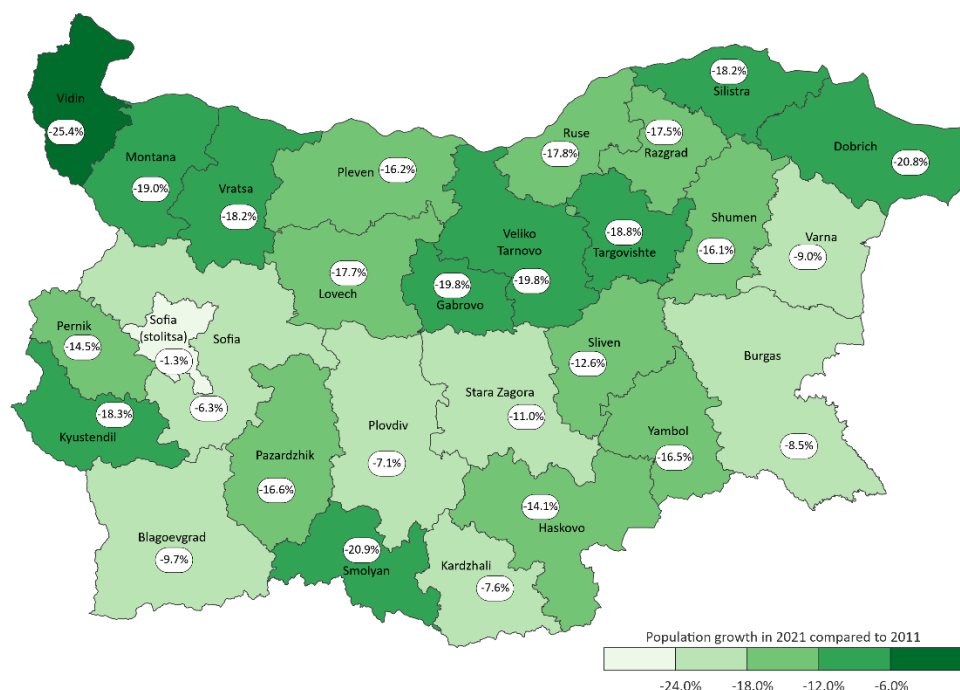 Vidin
-25.4%
Montana
-19.0%
Vratsa
-18.2%
Pleven
-16.2%
Lovech
-17.7%
Veliko
Tarnovo
-19.8%
Gabrovo
-19.8%
Ruse
-17.8%
Razgrad
-17.5%
Silistra
-18.2%
Dobrich
-20.8%
Targovishte
-18.8%
Shumen
-16.1%
Varna
-9.0%
Pernik
-14.5%
Sofia
(stolitsa)
-1.3%
Sofia
-6.3%
Kyustendil
-18.3%
Pazardzhik
-16.6%
Plovdiv
-7.1%
Stara Zagora
-11.0%
Sliven
-12.6%
Yambol
-16.5%
Burgas
-8.5%
Blagoevgrad
-9.7%
Smolyan
-20.9%
Kardzhali
-7.6%
Haskovo
-14.1%
Population growth in 2021 compared to 2011
-24.0% -18.0% -12.0% -6.0%